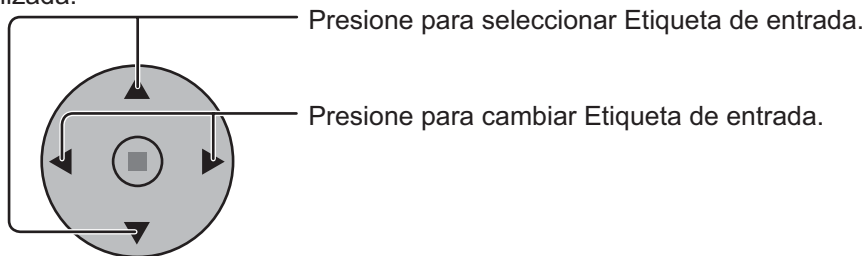 Presione para seleccionar Etiqueta de entrada.
Presione para cambiar Etiqueta de entrada.